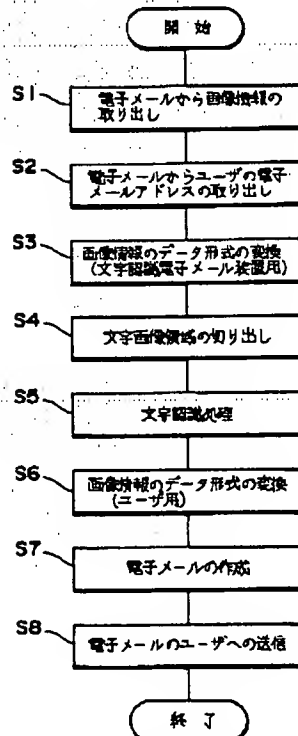 開始
S1
電子メールから画像情報の
取り出し
S2
電子メールからユーザの電子
メールアドレスの取り出し
S3
画像情報のデータ形式の変換
(文字認識電子メール装置用)
S4
文字画像領域の切り出し
S5
文字認識処理
S6
画像情報のデータ形式の変換
(ユーザ用)
S7
電子メールの作成
S8
電子メールのユーザへの送信
終了